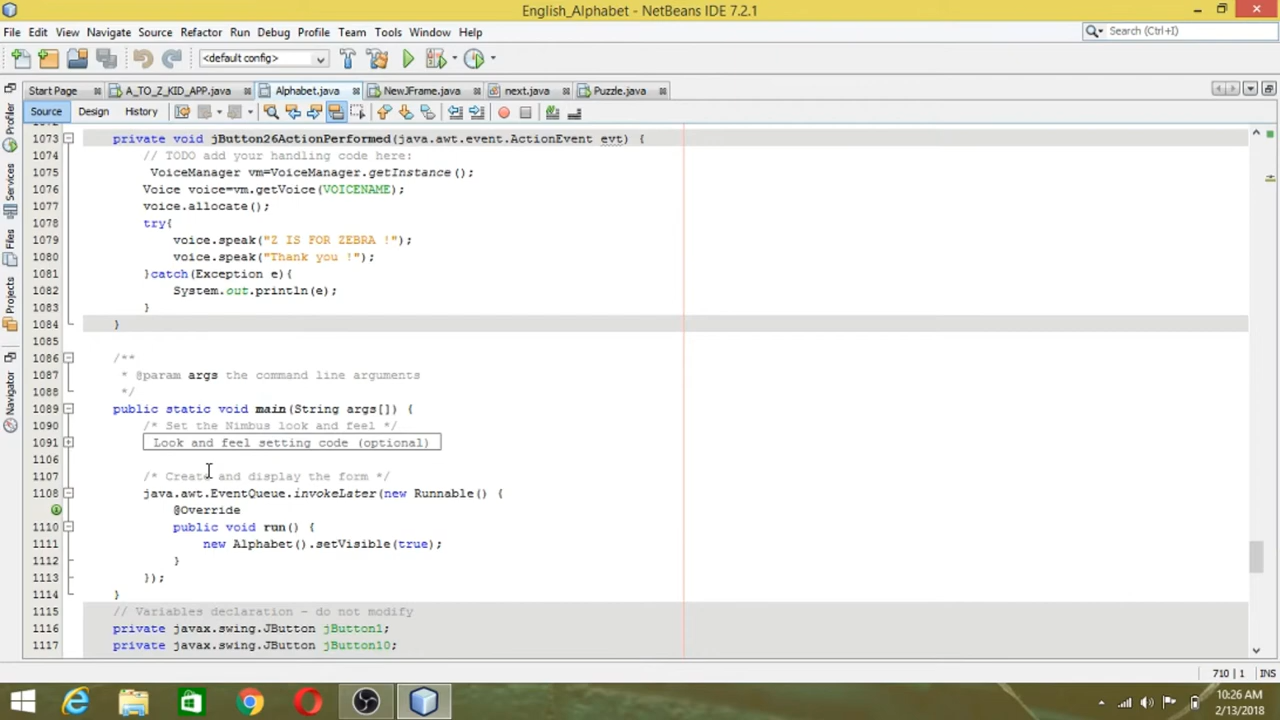 English_Alphabet - NetBeans IDE 7.2.1
File Edit View Navigate Source Refactor Run Debug Profile Team Tools Window Help
Search (Ctrl+I)
<default config>
Start Page A_TO_Z_KID_APP.java Alphabet.java NewJFrame.java next.java Puzzle.java
Source Design History
Profiler
Services
Files
Projects
Navigator
1073 private void jButton26ActionPerformed(java.awt.event.ActionEvent evt) {
1074 // TODO add your handling code here:
1075 VoiceManager vm=VoiceManager.getInstance();
1076 Voice voice=vm.getVoice(VOICENAME);
1077 voice.allocate();
1078 try{
1079 voice.speak("Z IS FOR ZEBRA !");
1080 voice.speak("Thank you !");
1081 }catch(Exception e){
1082 System.out.println(e);
1083 }
1084 }
1085
1086 /**
1087 * @param args the command line arguments
1088 */
1089 public static void main(String args[]) {
1090 /* Set the Nimbus look and feel */
1091 Look and feel setting code (optional)
1106
1107 /* Create and display the form */
1108 java.awt.EventQueue.invokeLater(new Runnable() {
@Override
1110 public void run() {
1111 new Alphabet().setVisible(true);
1112 }
1113 });
1114 }
1115 // Variables declaration - do not modify
1116 private javax.swing.JButton jButton1;
1117 private javax.swing.JButton jButton10;
710 | 1 INS
10:26 AM
2/13/2018